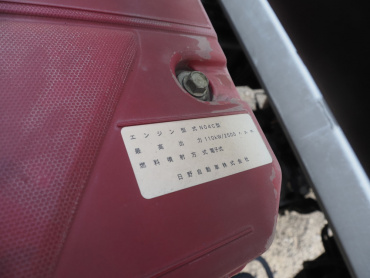 エンジン型式 N04C型
最高出力 110kW/2500rpm
燃料噴射方式 電子式
日野自動車株式会社